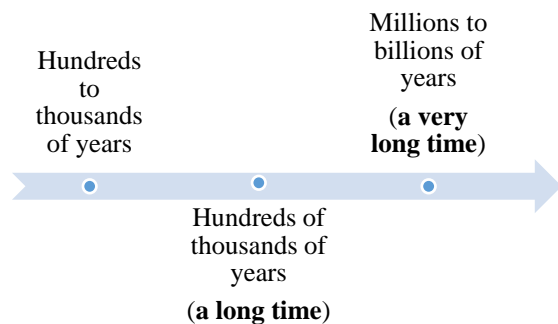 Hundreds
to
thousands
of years
Hundreds of
thousands of
years
(a long time)
Millions to
billions of
years
(a very
long time)